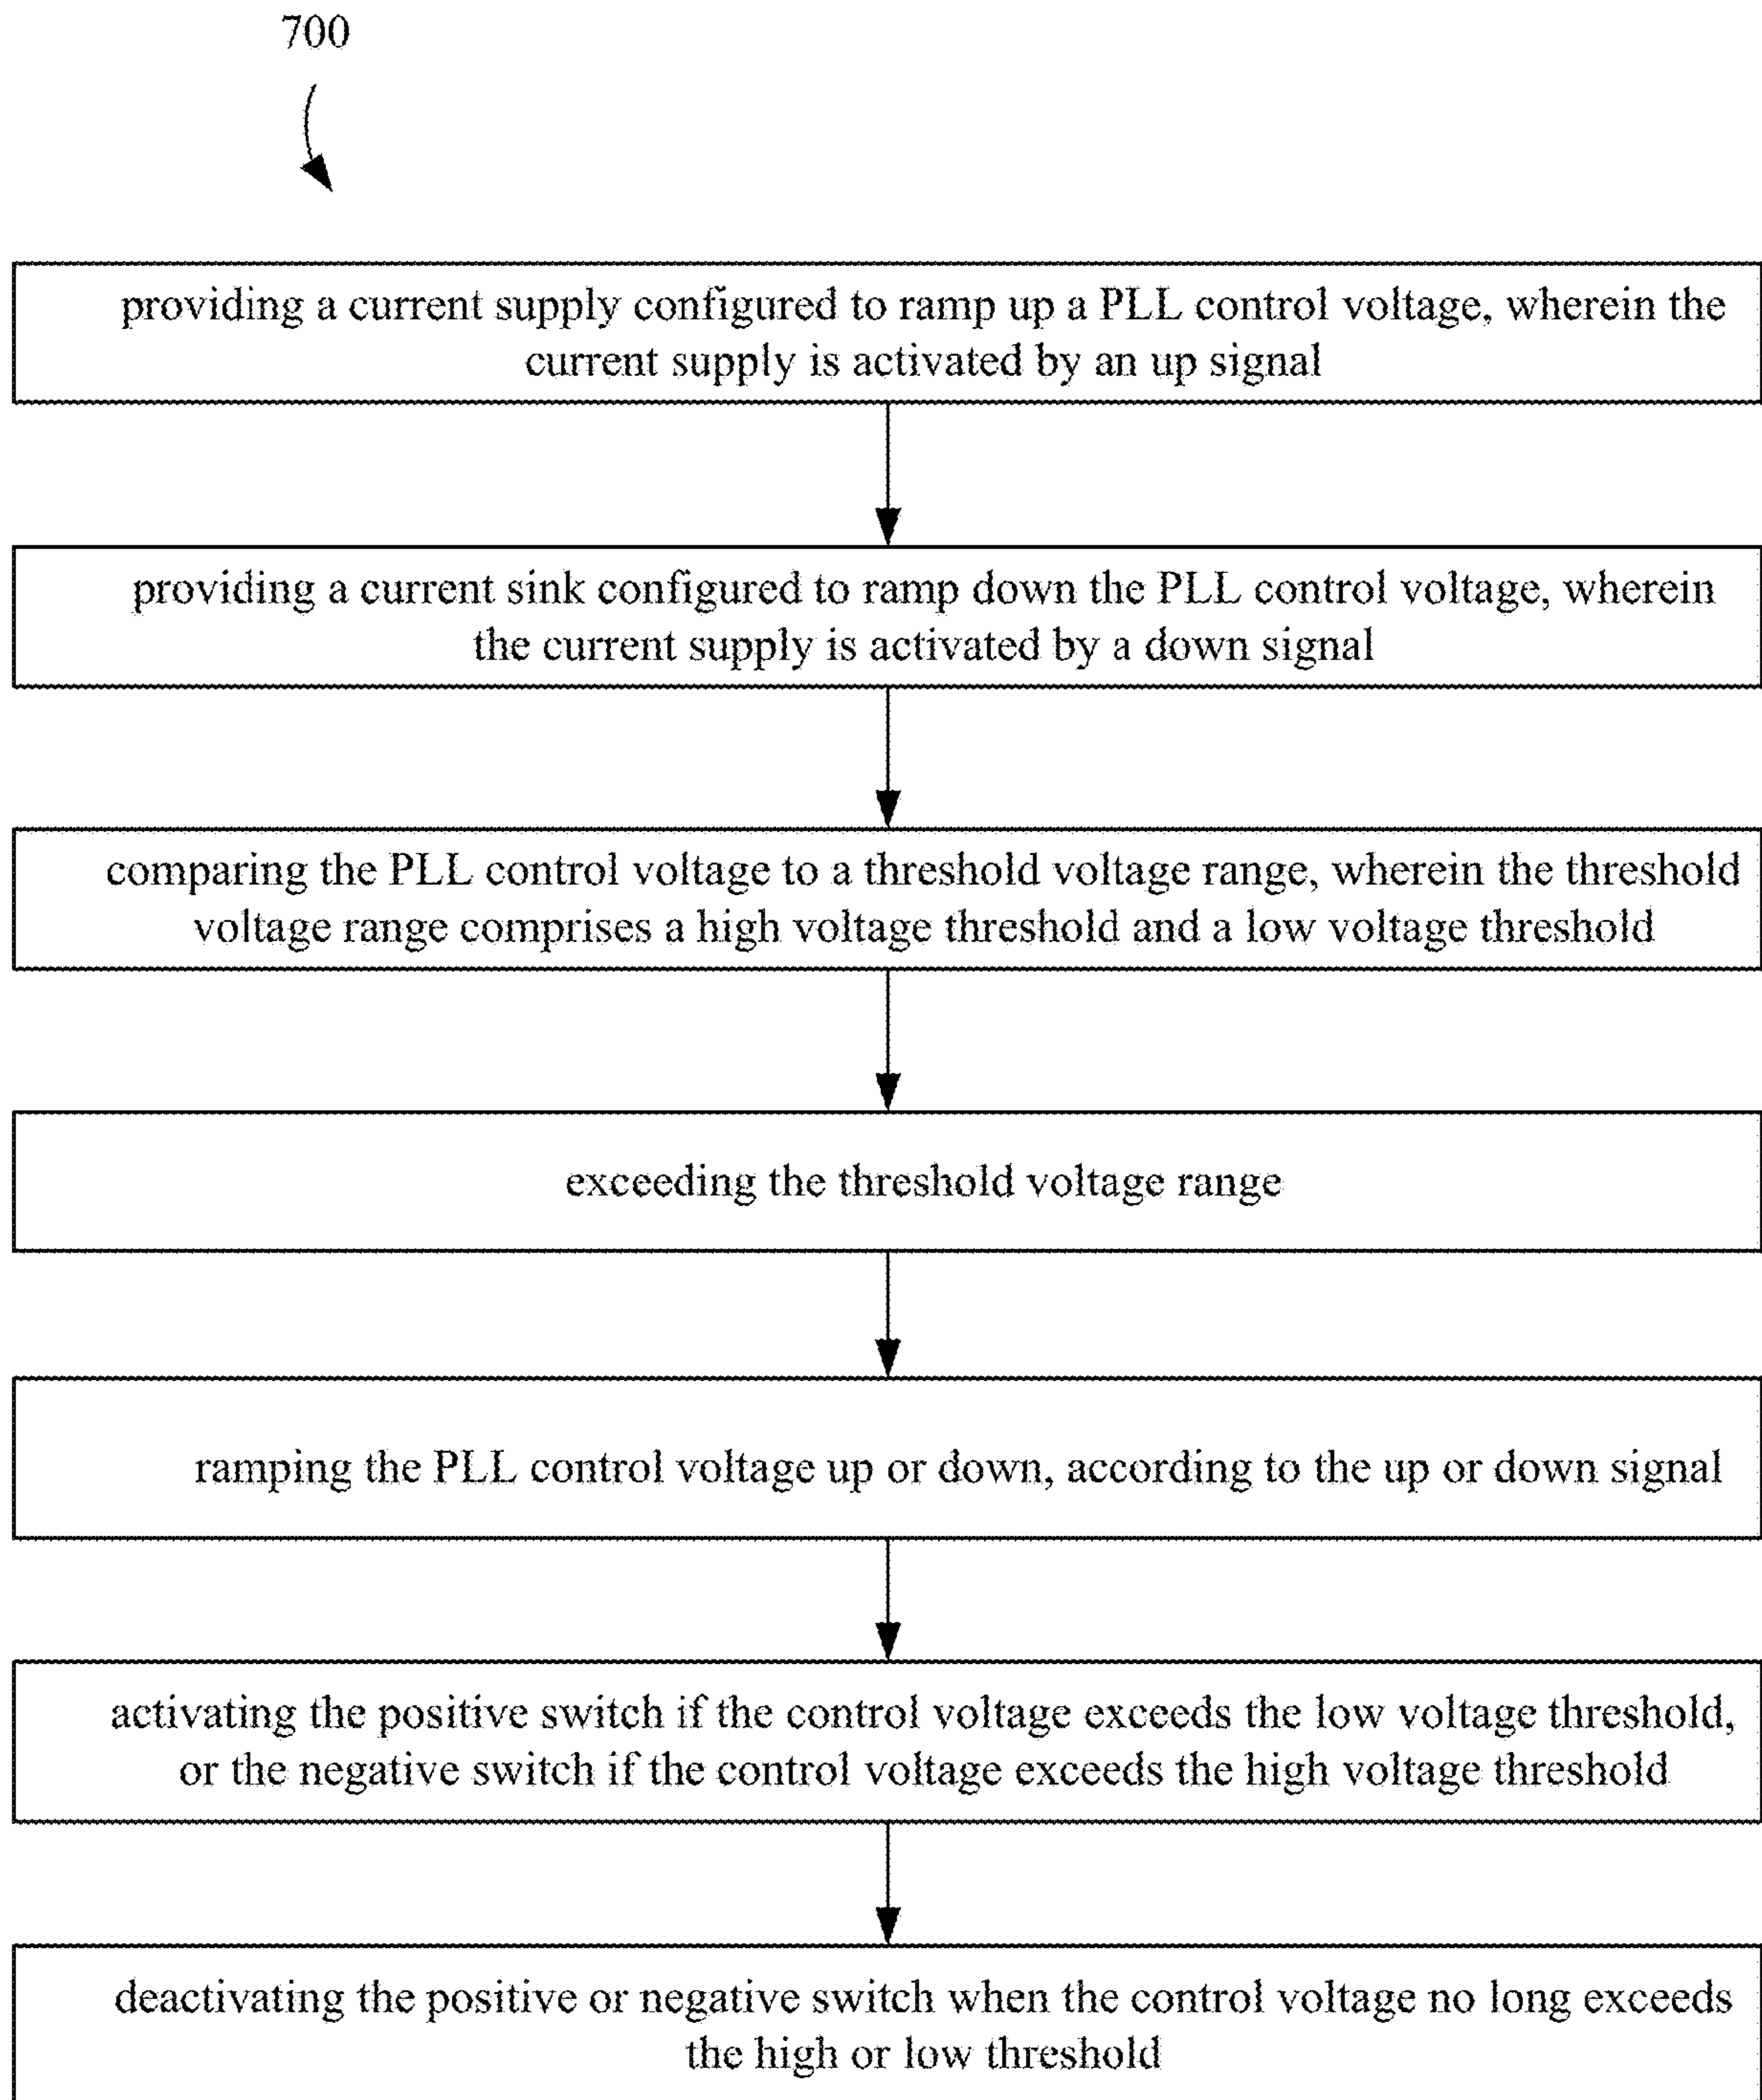 700
providing a current supply configured to ramp up a PLL control voltage, wherein the
current supply is activated by an up signal
providing a current sink configured to ramp down the PLL control voltage, wherein
the current supply is activated by a down signal
comparing the PLL control voltage to a threshold voltage range, wherein the threshold
voltage range comprises a high voltage threshold and a low voltage threshold
exceeding the threshold voltage range
ramping the PLL control voltage up or down, according to the up or down signal
activating the positive switch if the control voltage exceeds the low voltage threshold,
or the negative switch if the control voltage exceeds the high voltage threshold
deactivating the positive or negative switch when the control voltage no long exceeds
the high or low threshold